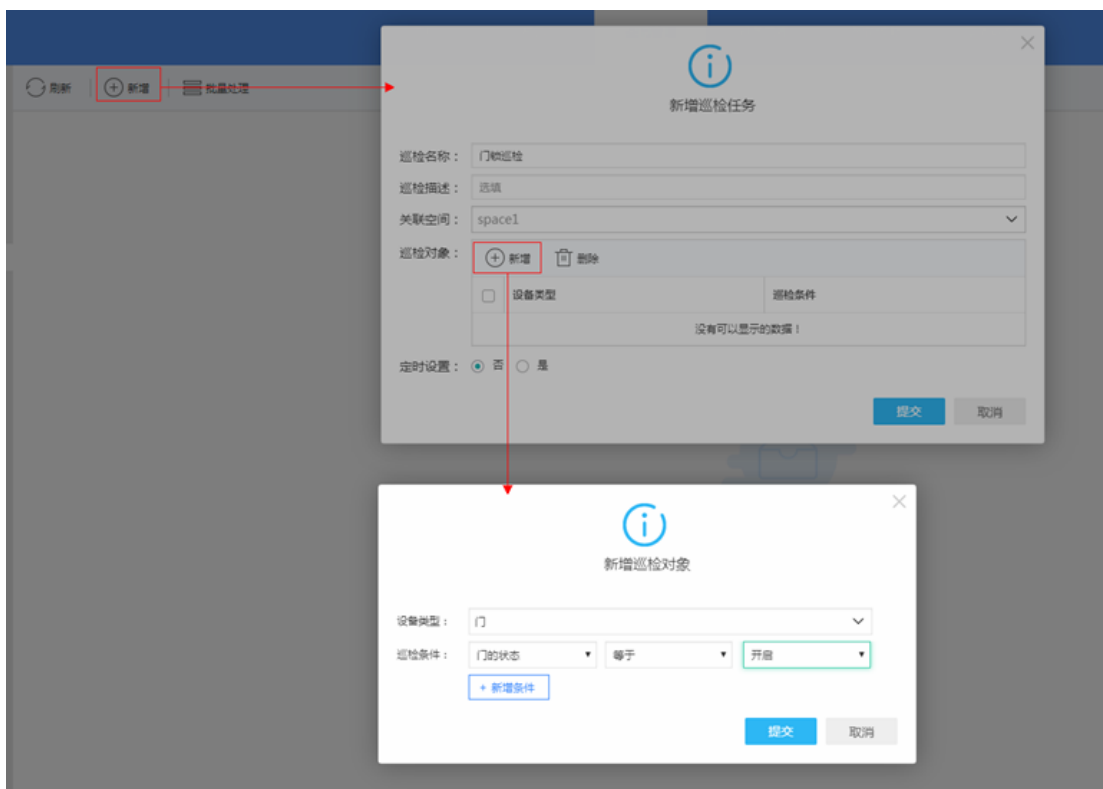 刷新 新增 批量处理
新增巡检任务
巡检名称： 门锁巡检
巡检描述： 选填
关联空间： space1
巡检对象： 新增 删除
设备类型 巡检条件
没有可以显示的数据！
定时设置： 否 是
提交 取消
新增巡检对象
设备类型： 门
巡检条件： 门的状态 等于 开启
+ 新增条件
提交 取消